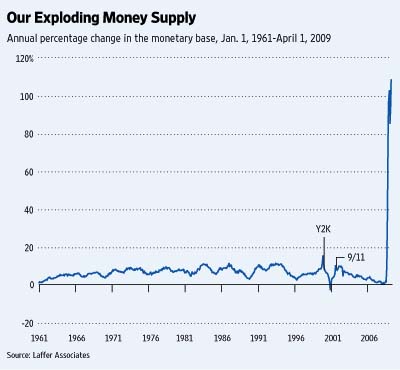 Our Exploding Money Supply
Annual percentage change in the monetary base, Jan. 1, 1961-April 1, 2009
120%
100
80
60
40
20
0
-20
Y2K
9/11
1961 1966 1971 1976 1981 1986 1991 1996 2001 2006
Source: Laffer Associates